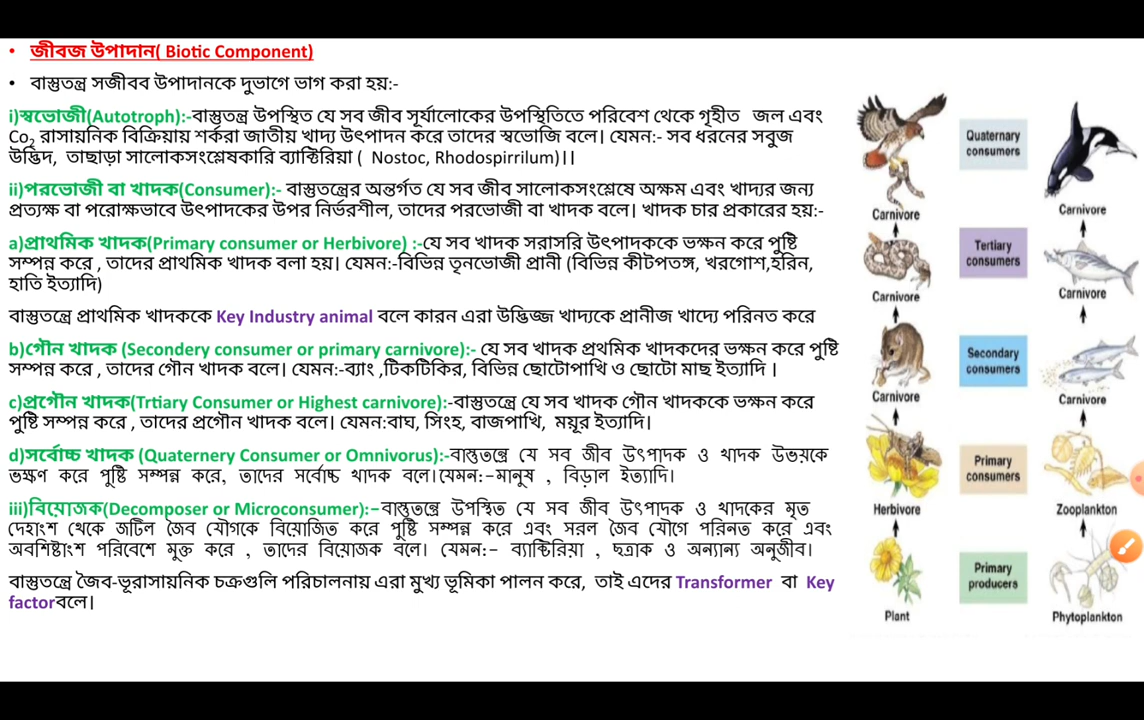 • জীবজ উপাদান( Biotic Component)
• বাস্তুতন্ত্র সজীবব উপাদানকে দুভাগে ভাগ করা হয়:-
i)স্বভোজী(Autotroph):-বাস্তুতন্ত্র উপস্থিত যে সব জীব সূর্যালোকের উপস্থিতিতে পরিবেশ থেকে গৃহীত জল এবং
Co2 রাসায়নিক বিক্রিয়ায় শর্করা জাতীয় খাদ্য উৎপাদন করে তাদের স্বভোজি বলে। যেমন:- সব ধরনের সবুজ
উদ্ভিদ, তাছাড়া সালোকসংশ্লেষকারি ব্যাক্টিরিয়া ( Nostoc, Rhodospirrilum)।।
ii)পরভোজী বা খাদক(Consumer):- বাস্তুতন্ত্রের অন্তর্গত যে সব জীব সালোকসংশ্লেষে অক্ষম এবং খাদ্যর জন্য
প্রত্যক্ষ বা পরোক্ষভাবে উৎপাদকের উপর নির্ভরশীল, তাদের পরভোজী বা খাদক বলে। খাদক চার প্রকারের হয়:-
a)প্রাথমিক খাদক(Primary consumer or Herbivore) :-যে সব খাদক সরাসরি উৎপাদককে ভক্ষন করে পুষ্টি
সম্পন্ন করে , তাদের প্রাথমিক খাদক বলা হয়। যেমন:-বিভিন্ন তৃনভোজী প্রানী (বিভিন্ন কীটপতঙ্গ, খরগোশ,হরিন,
হাতি ইত্যাদি)
বাস্তুতন্ত্রে প্রাথমিক খাদককে Key Industry animal বলে কারন এরা উদ্ভিজ্জ খাদ্যকে প্রানীজ খাদ্যে পরিনত করে
b)গৌন খাদক (Secondery consumer or primary carnivore):- যে সব খাদক প্রথমিক খাদকদের ভক্ষন করে পুষ্টি
সম্পন্ন করে , তাদের গৌন খাদক বলে। যেমন:-ব্যাং ,টিকটিকির, বিভিন্ন ছোটোপাখি ও ছোটো মাছ ইত্যাদি ।
c)প্রগৌন খাদক(Trtiary Consumer or Highest carnivore):-বাস্তুতন্ত্রে যে সব খাদক গৌন খাদককে ভক্ষন করে
পুষ্টি সম্পন্ন করে , তাদের প্রগৌন খাদক বলে। যেমন:বাঘ, সিংহ, বাজপাখি, ময়ূর ইত্যাদি।
d)সর্বোচ্চ খাদক (Quaternery Consumer or Omnivorus):-বাস্তুতন্ত্রে যে সব জীব উৎপাদক ও খাদক উভয়কে
ভক্ষণ করে পুষ্টি সম্পন্ন করে, তাদের সর্বোচ্চ খাদক বলে।যেমন:-মানুষ , বিড়াল ইত্যাদি।
iii)বিয়োজক(Decomposer or Microconsumer):-বাস্তুতন্ত্রে উপস্থিত যে সব জীব উৎপাদক ও খাদকের মৃত
দেহাংশ থেকে জটিল জৈব যৌগকে বিয়োজিত করে পুষ্টি সম্পন্ন করে এবং সরল জৈব যৌগে পরিনত করে এবং
অবশিষ্টাংশ পরিবেশে মুক্ত করে , তাদের বিয়োজক বলে। যেমন:- ব্যাক্টিরিয়া , ছত্রাক ও অন্যান্য অনুজীব।
বাস্তুতন্ত্রে জৈব-ভূরাসায়নিক চক্রগুলি পরিচালনায় এরা মুখ্য ভূমিকা পালন করে, তাই এদের Transformer বা Key
factorবলে।
Quaternary
consumers
Carnivore
Carnivore
Tertiary
consumers
Carnivore
Carnivore
Secondary
consumers
Carnivore
Carnivore
Primary
consumers
Herbivore
Zooplankton
Primary
producers
Plant
Phytoplankton